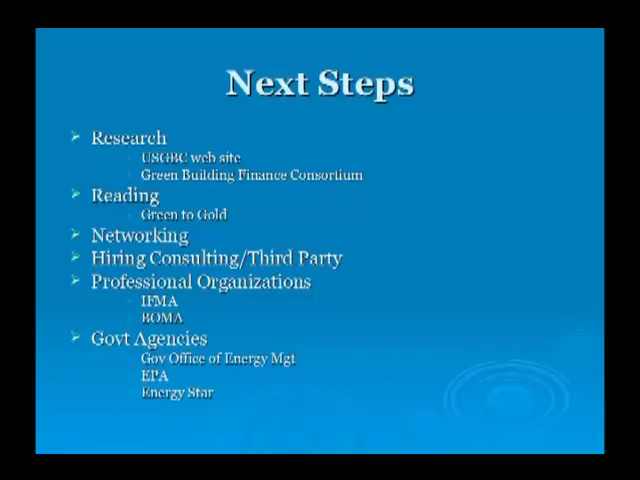 Next Steps
Research
USGBC web site
Green Building Finance Consortium
Reading
Green to Gold
Networking
Hiring Consulting/Third Party
Professional Organizations
IFMA
BOMA
Govt Agencies
Gov Office of Energy Mgt
EPA
Energy Star